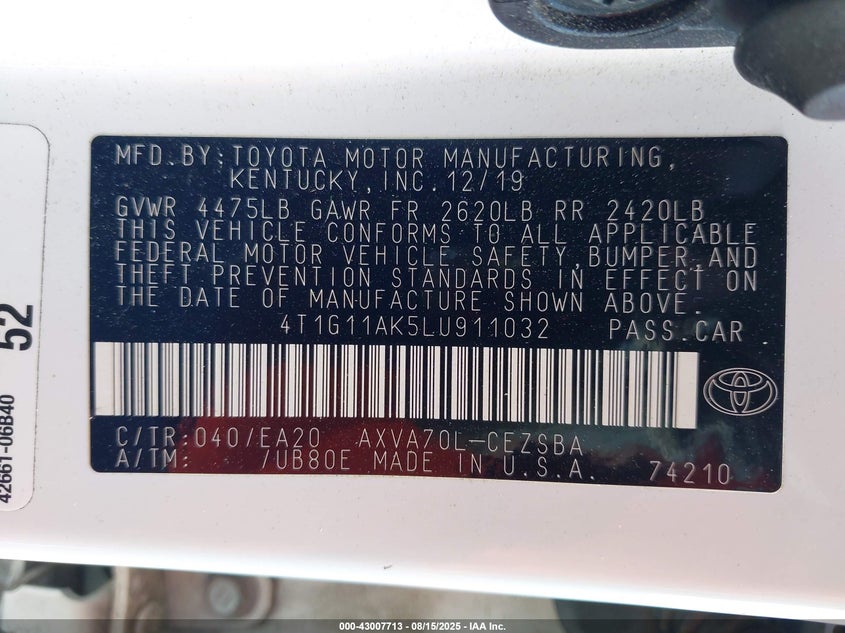 MFD.BY:TOYOTA MOTOR MANUFACTURING,
KENTUCKY,INC.12/19
GVWR 4475LB GAWR FR 2620LB RR 2420LB
THIS VEHICLE CONFORMS TO ALL APPLICABLE
FEDERAL MOTOR VEHICLE SAFETY,BUMPER,AND
THEFT PREVENTION STANDARDS IN EFFECT ON
THE DATE OF MANUFACTURE SHOWN ABOVE.
4T1G11AK5LU911032 PASS.CAR
C/TR:040/EA20 AXVA70L-CEZSBA
A/TM: /UB80E MADE IN U.S.A. 74210
52
42661-06B40
000-43007713 - 08/15/2025 - IAA Inc.